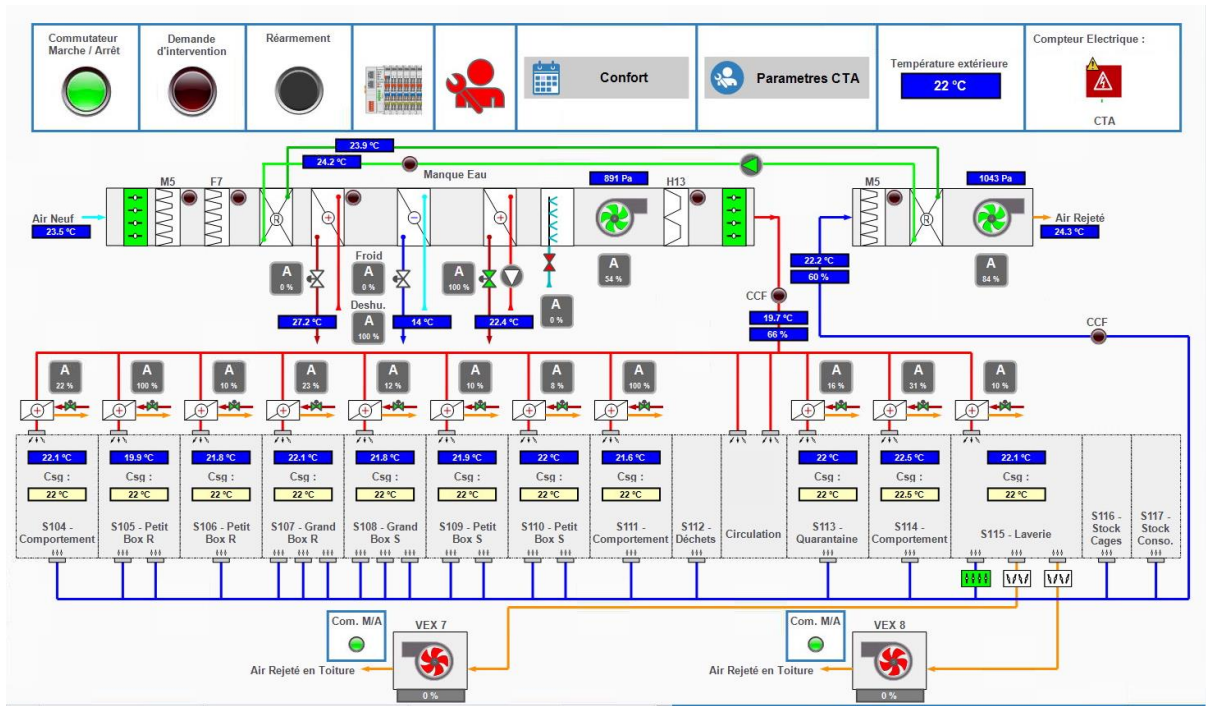 Commutateur
Marche / Arrêt
Demande
d'intervention
Réarmement
Confort
Parametres CTA
Température extérieure
22 °C
Compteur Electrique :
CTA
23.9 °C
24.2 °C
Manque Eau
M5
F7
R
891 Pa
H13
M5
R
1043 Pa
Air Neuf
23.5 °C
Air Rejeté
24.3 °C
A
0 %
Froid
A
0 %
Deshu.
A
100 %
A
100 %
A
0 %
A
54 %
A
84 %
27.2 °C
14 °C
22.4 °C
22.2 °C
60 %
CCF
19.7 °C
66 %
CCF
A
22 %
A
100 %
A
10 %
A
23 %
A
12 %
A
10 %
A
8 %
A
100 %
A
16 %
A
31 %
A
10 %
22.1 °C
19.9 °C
21.8 °C
22.1 °C
21.8 °C
21.9 °C
22 °C
21.6 °C
22 °C
22.5 °C
22.1 °C
Csg :
Csg :
Csg :
Csg :
Csg :
Csg :
Csg :
Csg :
Csg :
Csg :
Csg :
22 °C
22 °C
22 °C
22 °C
22 °C
22 °C
22 °C
22 °C
22 °C
22.5 °C
22 °C
S104 -
Comportement
S105 - Petit
Box R
S106 - Petit
Box R
S107 - Grand
Box R
S108 - Grand
Box S
S109 - Petit
Box S
S110 - Petit
Box S
S111 -
Comportement
S112 -
Déchets
Circulation
S113 -
Quarantaine
S114 -
Comportement
S115 - Laverie
S116 -
Stock
Cages
S117 -
Stock
Conso.
Com. M/A
VEX 7
Air Rejeté en Toiture
0 %
Com. M/A
VEX 8
Air Rejeté en Toiture
0 %